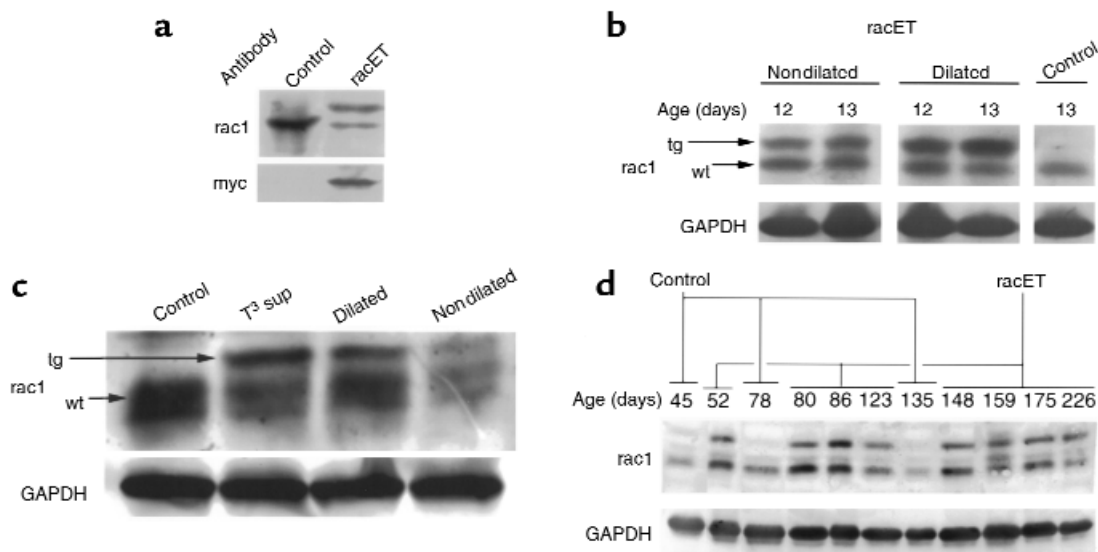 a
Antibody
Control
racET
rac1
myc
b
racET
Nondilated Dilated Control
Age (days) 12 13 12 13 13
tg
rac1 wt
GAPDH
c
Control T³ sup Dilated Nondilated
tg
rac1
wt
GAPDH
d
Control racET
Age (days) 45 52 78 80 86 123 135 148 159 175 226
rac1
GAPDH